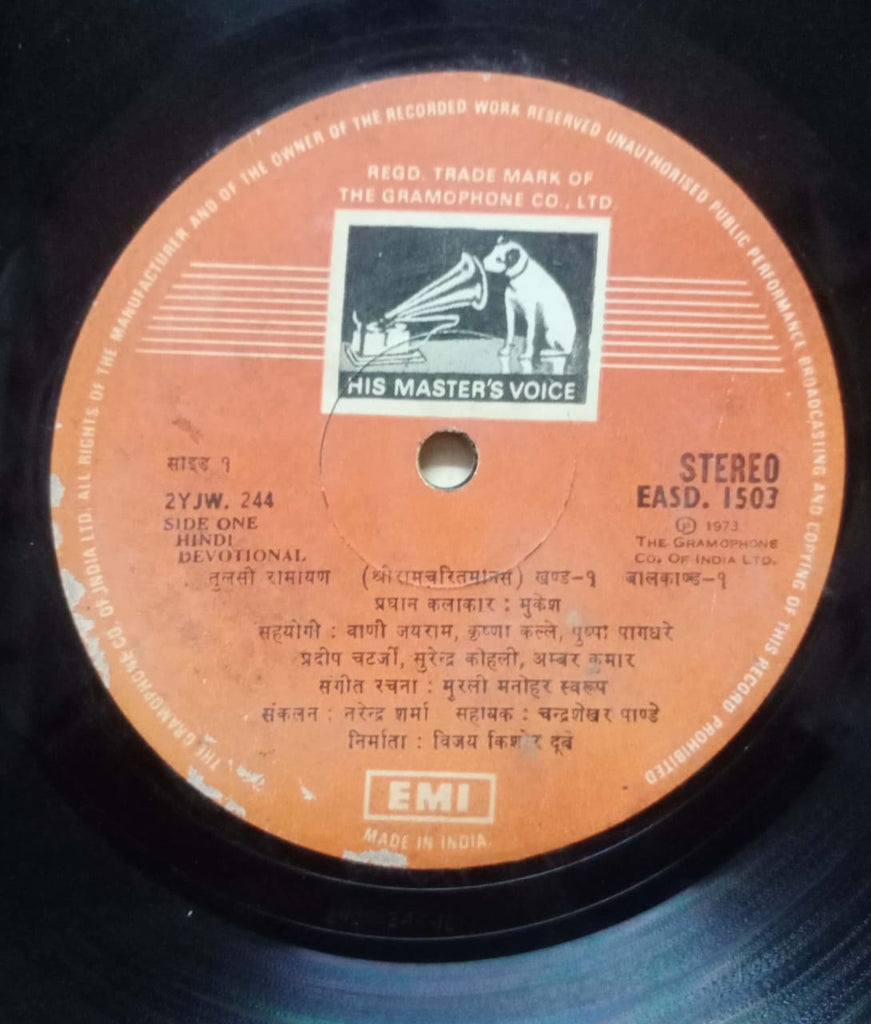 THE GRAMOPHONE CO. OF INDIA LTD. ALL RIGHTS OF THE MANUFACTURER AND OF THE OWNER OF THE RECORDED WORK RESERVED UNAUTHORISED PUBLIC PERFORMANCE BROADCASTING AND COPYING OF THIS RECORD PROHIBITED
REGD. TRADE MARK OF
THE GRAMOPHONE CO., LTD.
HIS MASTER'S VOICE
साइड १
2YJW. 244
SIDE ONE
HINDI
DEVOTIONAL
STEREO
EASD. 1503
Ⓟ 1973
THE GRAMOPHONE
CO. OF INDIA LTD.
तुलसी रामायण (श्रीरामचरितमानस) खण्ड-१ बालकाण्ड-१
प्रधान कलाकार : मुकेश
सहयोगी : वाणी जयराम, कृष्णा कल्ले, पुष्पा पागधरे
प्रदीप चटर्जी, सुरेन्द्र कोहली, अम्बर कुमार
संगीत रचना : मुरली मनोहर स्वरूप
संकलन : नरेन्द्र शर्मा सहायक : चन्द्रशेखर पाण्डे
निर्माता : विजय किशोर दूबे
EMI
MADE IN INDIA.